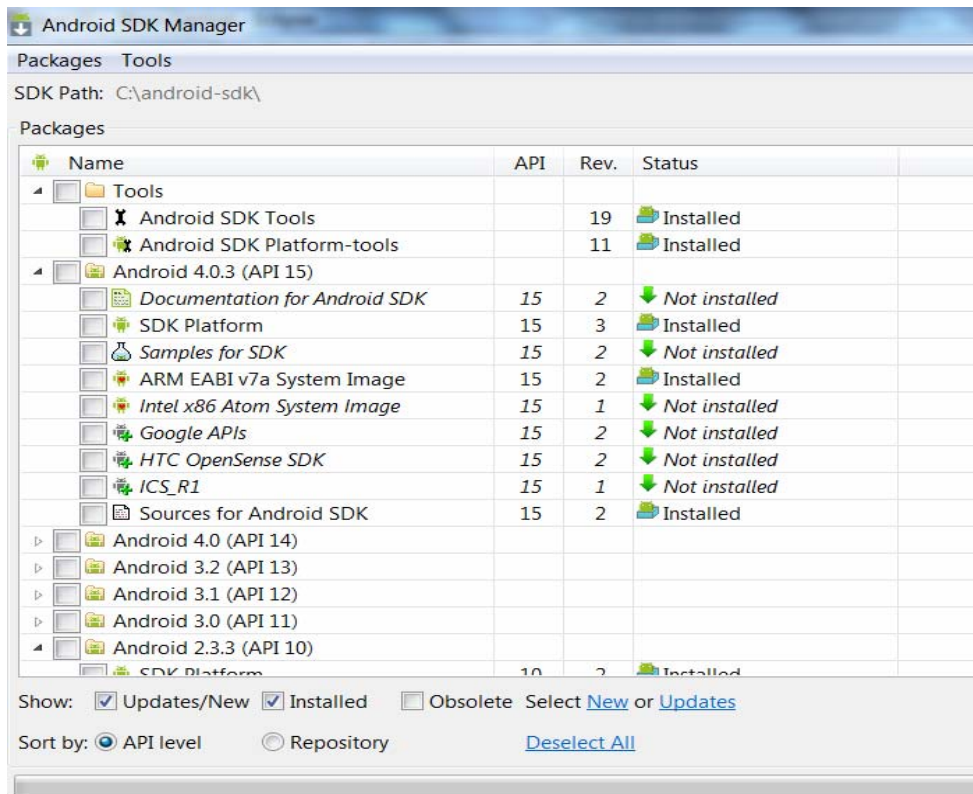 Android SDK Manager
Packages Tools
SDK Path: C:\android-sdk\
Packages
Name API Rev. Status
Tools
Android SDK Tools 19 Installed
Android SDK Platform-tools 11 Installed
Android 4.0.3 (API 15)
Documentation for Android SDK 15 2 Not installed
SDK Platform 15 3 Installed
Samples for SDK 15 2 Not installed
ARM EABI v7a System Image 15 2 Installed
Intel x86 Atom System Image 15 1 Not installed
Google APIs 15 2 Not installed
HTC OpenSense SDK 15 2 Not installed
ICS_R1 15 1 Not installed
Sources for Android SDK 15 2 Installed
Android 4.0 (API 14)
Android 3.2 (API 13)
Android 3.1 (API 12)
Android 3.0 (API 11)
Android 2.3.3 (API 10)
SDK Platform 10 2 Installed
Show: Updates/New Installed Obsolete Select New or Updates
Sort by: API level Repository Deselect All